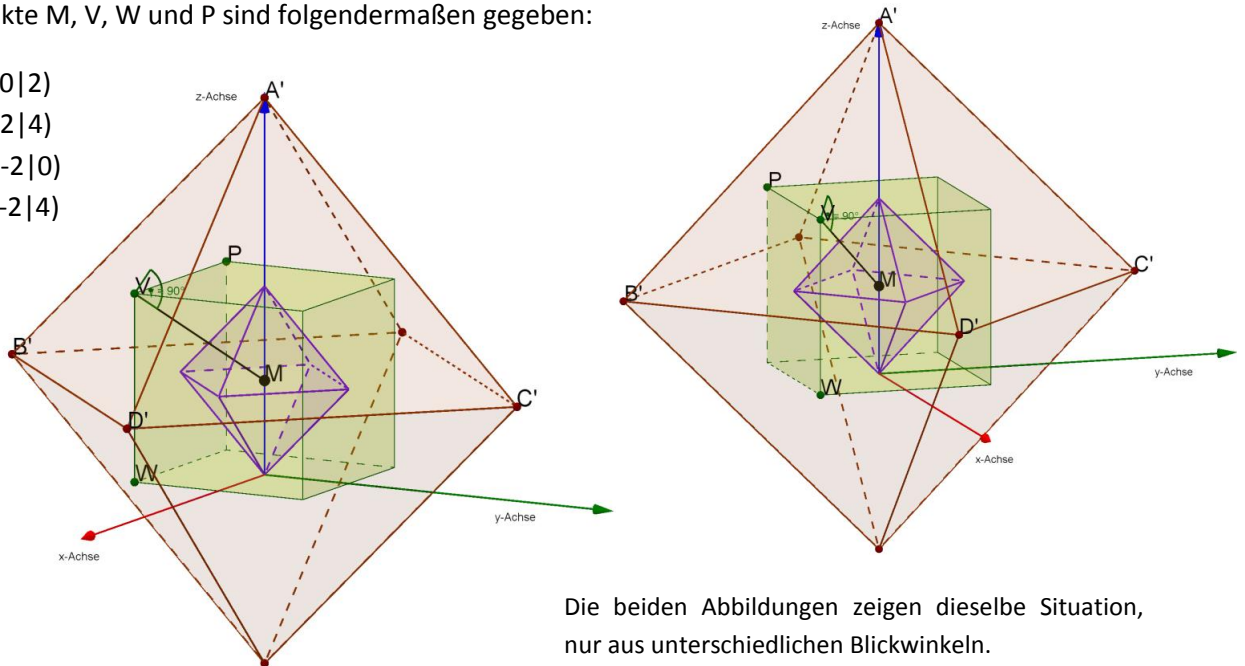 kte M, V, W und P sind folgendermaßen gegeben:
0|2)
2|4)
-2|0)
-2|4)
z-Achse
A'
P
V
= 90°
B'
M
C'
D'
W
y-Achse
x-Achse
z-Achse
A'
P
V
= 90°
M
C'
B'
D'
y-Achse
W
x-Achse
Die beiden Abbildungen zeigen dieselbe Situation,
nur aus unterschiedlichen Blickwinkeln.